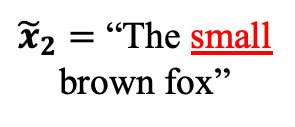 x̃₂ = “The small
brown fox”